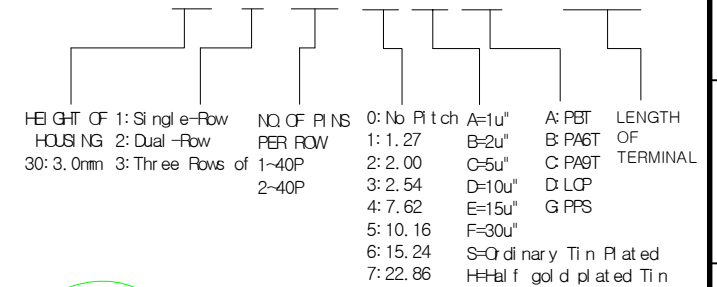 HEIGHT OF HOUSING
30:3.0mm
1:Single-Row
2:Dual-Row
3:Three Rows of
NO.OF PINS
PER ROW
1~40P
2~40P
0:No Pitch
1:1.27
2:2.00
3:2.54
4:7.62
5:10.16
6:15.24
7:22.86
A=1u"
B=2u"
C=5u"
D=10u"
E=15u"
F=30u"
S=Ordinary Tin Plated
H=Half gold plated Tin
A:PBT
B:PA6T
C:PA9T
D:LCP
G:PPS
LENGTH
OF
TERMINAL